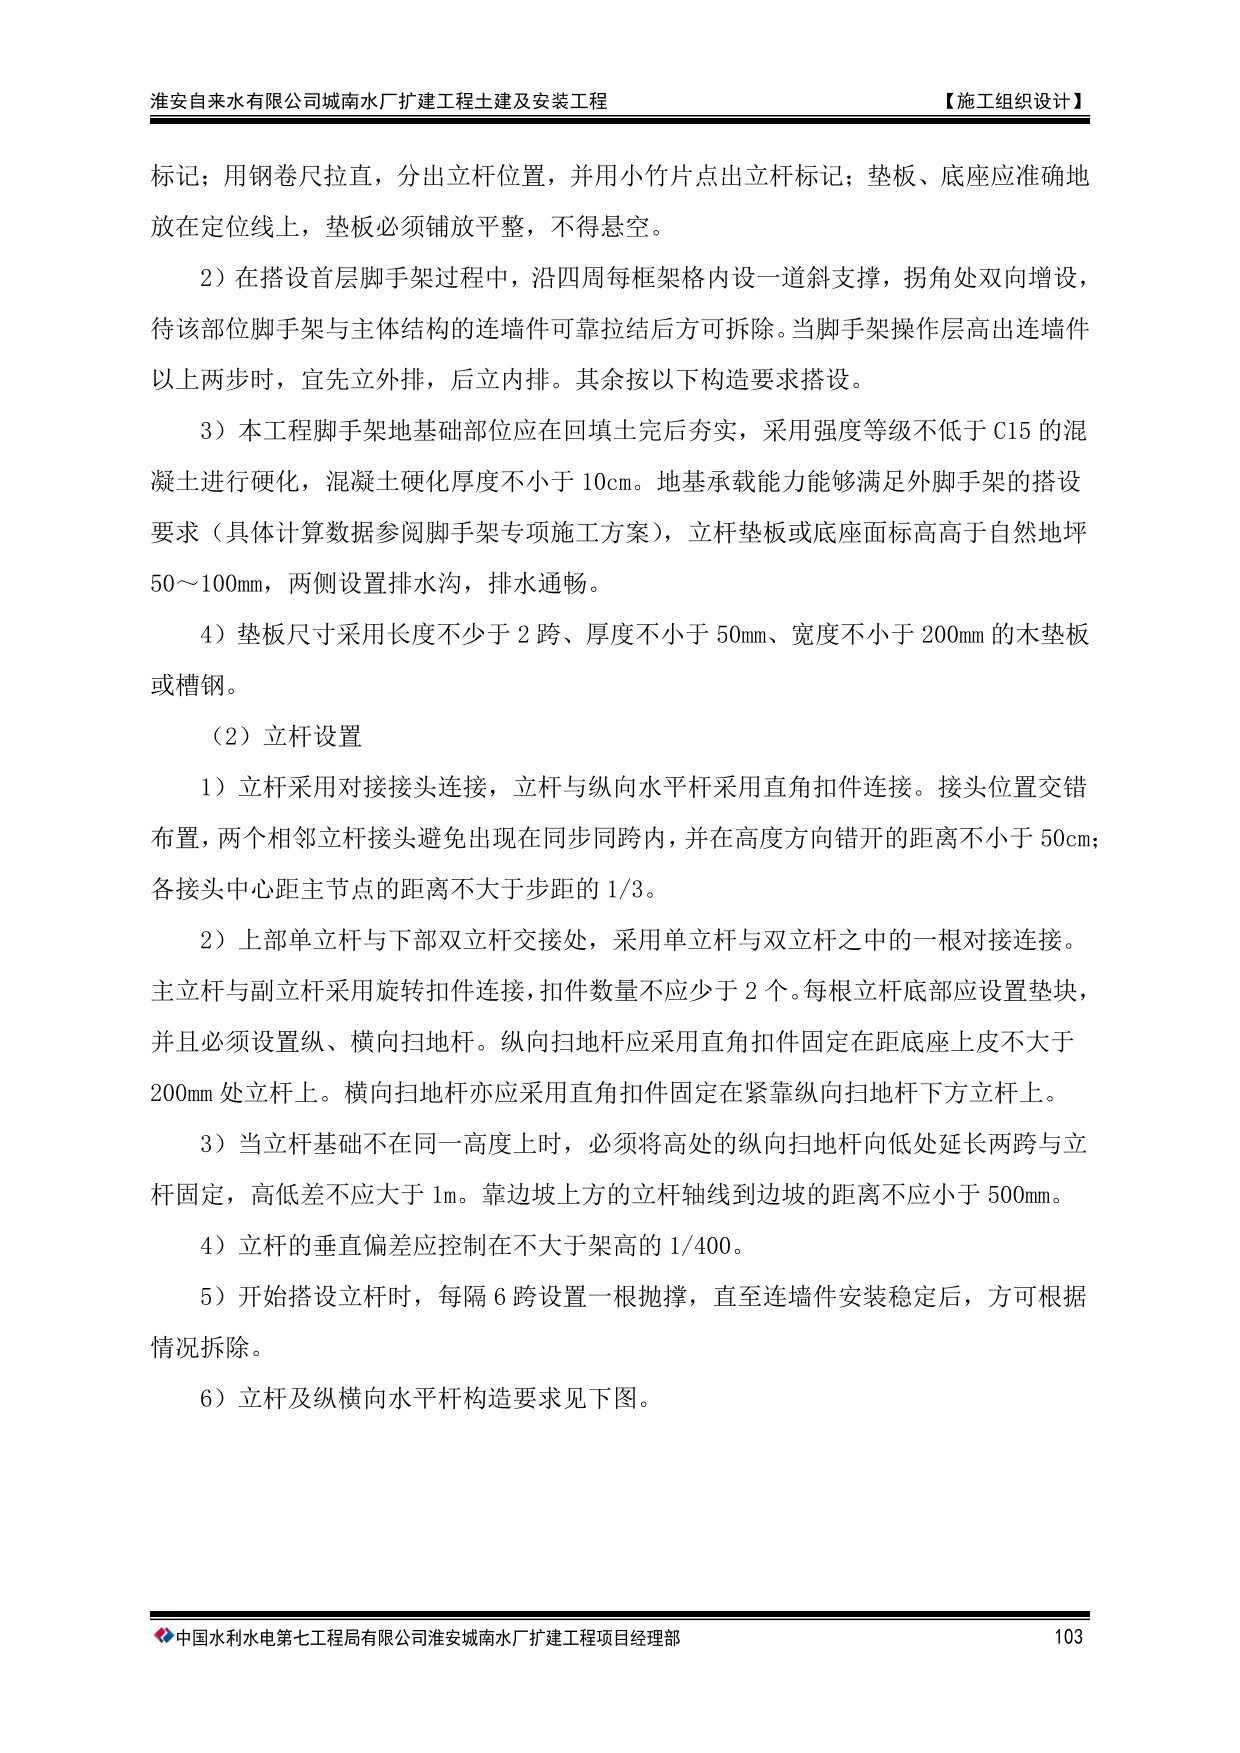 淮安自来水有限公司城南水厂扩建工程土建及安装工程 【施工组织设计】
标记；用钢卷尺拉直，分出立杆位置，并用小竹片点出立杆标记；垫板、底座应准确地
放在定位线上，垫板必须铺放平整，不得悬空。
2）在搭设首层脚手架过程中，沿四周每框架格内设一道斜支撑，拐角处双向增设，
待该部位脚手架与主体结构的连墙件可靠拉结后方可拆除。当脚手架操作层高出连墙件
以上两步时，宜先立外排，后立内排。其余按以下构造要求搭设。
3）本工程脚手架地基础部位应在回填土完后夯实，采用强度等级不低于 C15 的混
凝土进行硬化，混凝土硬化厚度不小于 10cm。地基承载能力能够满足外脚手架的搭设
要求（具体计算数据参阅脚手架专项施工方案），立杆垫板或底座面标高高于自然地坪
50～100mm，两侧设置排水沟，排水通畅。
4）垫板尺寸采用长度不少于 2 跨、厚度不小于 50mm、宽度不小于 200mm 的木垫板
或槽钢。
（2）立杆设置
1）立杆采用对接接头连接，立杆与纵向水平杆采用直角扣件连接。接头位置交错
布置，两个相邻立杆接头避免出现在同步同跨内，并在高度方向错开的距离不小于 50cm；
各接头中心距主节点的距离不大于步距的 1/3。
2）上部单立杆与下部双立杆交接处，采用单立杆与双立杆之中的一根对接连接。
主立杆与副立杆采用旋转扣件连接，扣件数量不应少于 2 个。每根立杆底部应设置垫块，
并且必须设置纵、横向扫地杆。纵向扫地杆应采用直角扣件固定在距底座上皮不大于
200mm 处立杆上。横向扫地杆亦应采用直角扣件固定在紧靠纵向扫地杆下方立杆上。
3）当立杆基础不在同一高度上时，必须将高处的纵向扫地杆向低处延长两跨与立
杆固定，高低差不应大于 1m。靠边坡上方的立杆轴线到边坡的距离不应小于 500mm。
4）立杆的垂直偏差应控制在不大于架高的 1/400。
5）开始搭设立杆时，每隔 6 跨设置一根抛撑，直至连墙件安装稳定后，方可根据
情况拆除。
6）立杆及纵横向水平杆构造要求见下图。
中国水利水电第七工程局有限公司淮安城南水厂扩建工程项目经理部 103